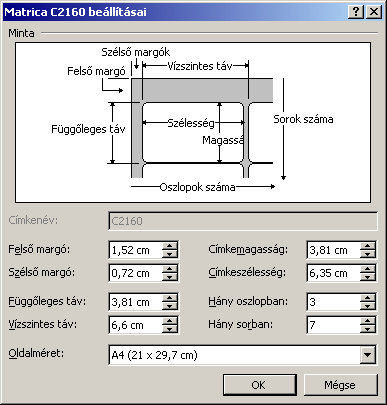 Matrica C2160 beállításai
Minta
Szélső margók
Vízszintes táv
Felső margó
Függőleges táv
Szélesség
Magassá
Sorok száma
Oszlopok száma
Címkenév:
C2160
Felső margó:
1,52 cm
Címkemagasság:
3,81 cm
Szélső margó:
0,72 cm
Címkeszélesség:
6,35 cm
Függőleges táv:
3,81 cm
Hány oszlopban:
3
Vízszintes táv:
6,6 cm
Hány sorban:
7
Oldalméret:
A4 (21 x 29,7 cm)
OK
Mégse